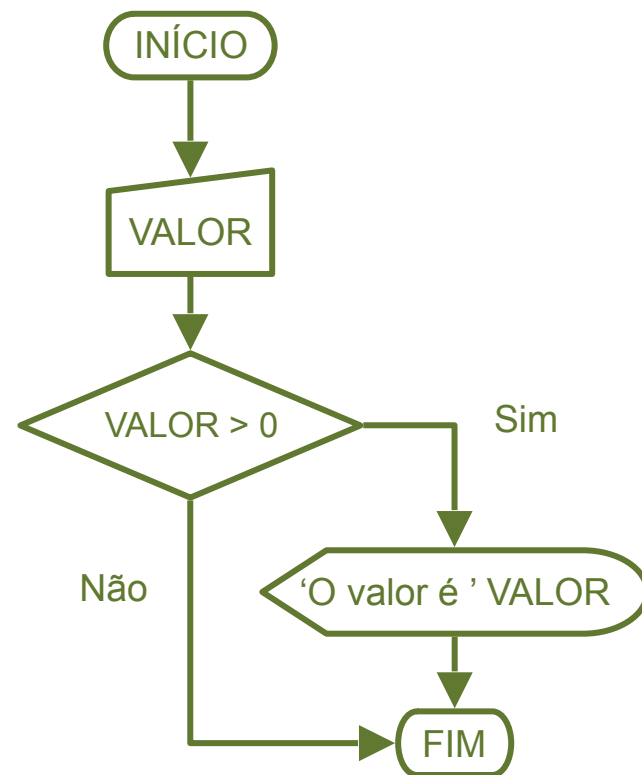 INÍCIO
VALOR
VALOR > 0
Sim
Não
‘O valor é ’ VALOR
FIM